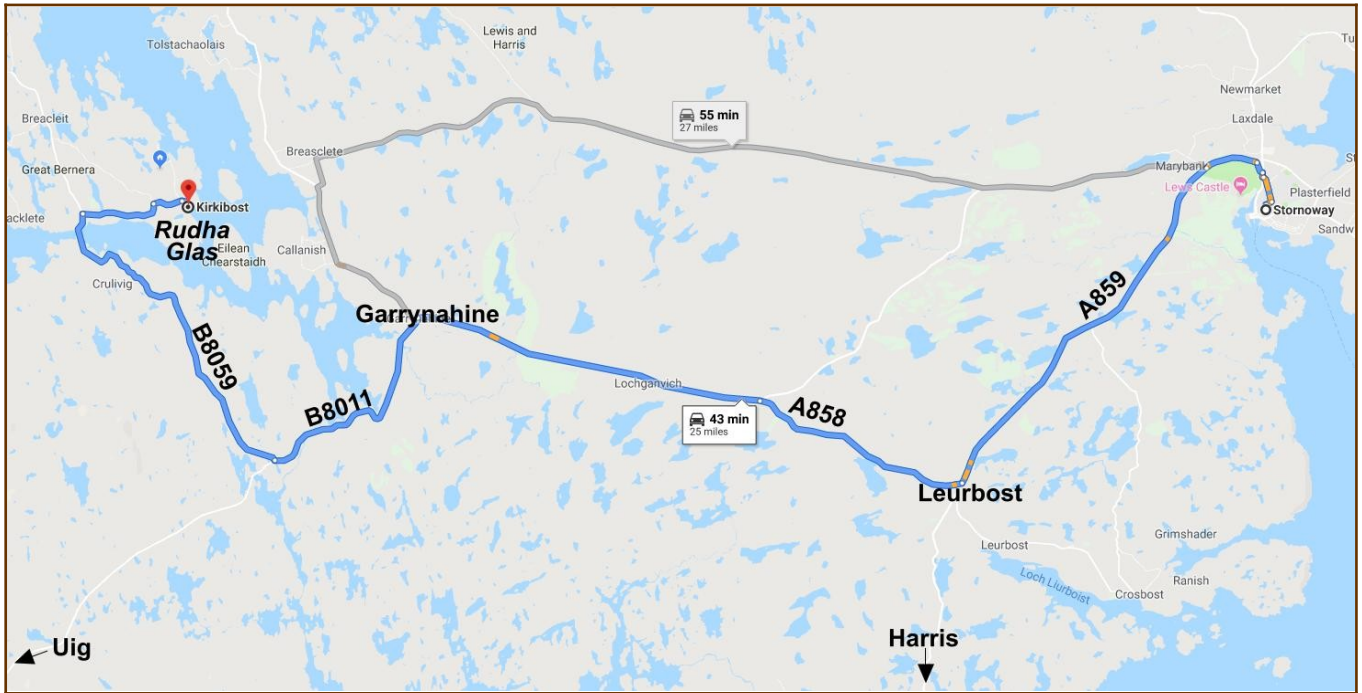 Lewis and
Harris
Tolstachaolais
Newmarket
55 min
27 miles
Breacleit
Laxdale
Breasclete
Marybank
Great Bernera
Lews Castle
Plasterfield
Kirkibost
Stornoway
acklete
Rudha
Glas
Sandw
Eilean
Chearstaidh
Callanish
Crulivig
A859
Garrynahine
B8059
Lochganvich
B8011
43 min
25 miles
A858
Leurbost
Leurbost
Grimshader
Loch Liurboist
Ranish
Crosbost
Uig
Harris